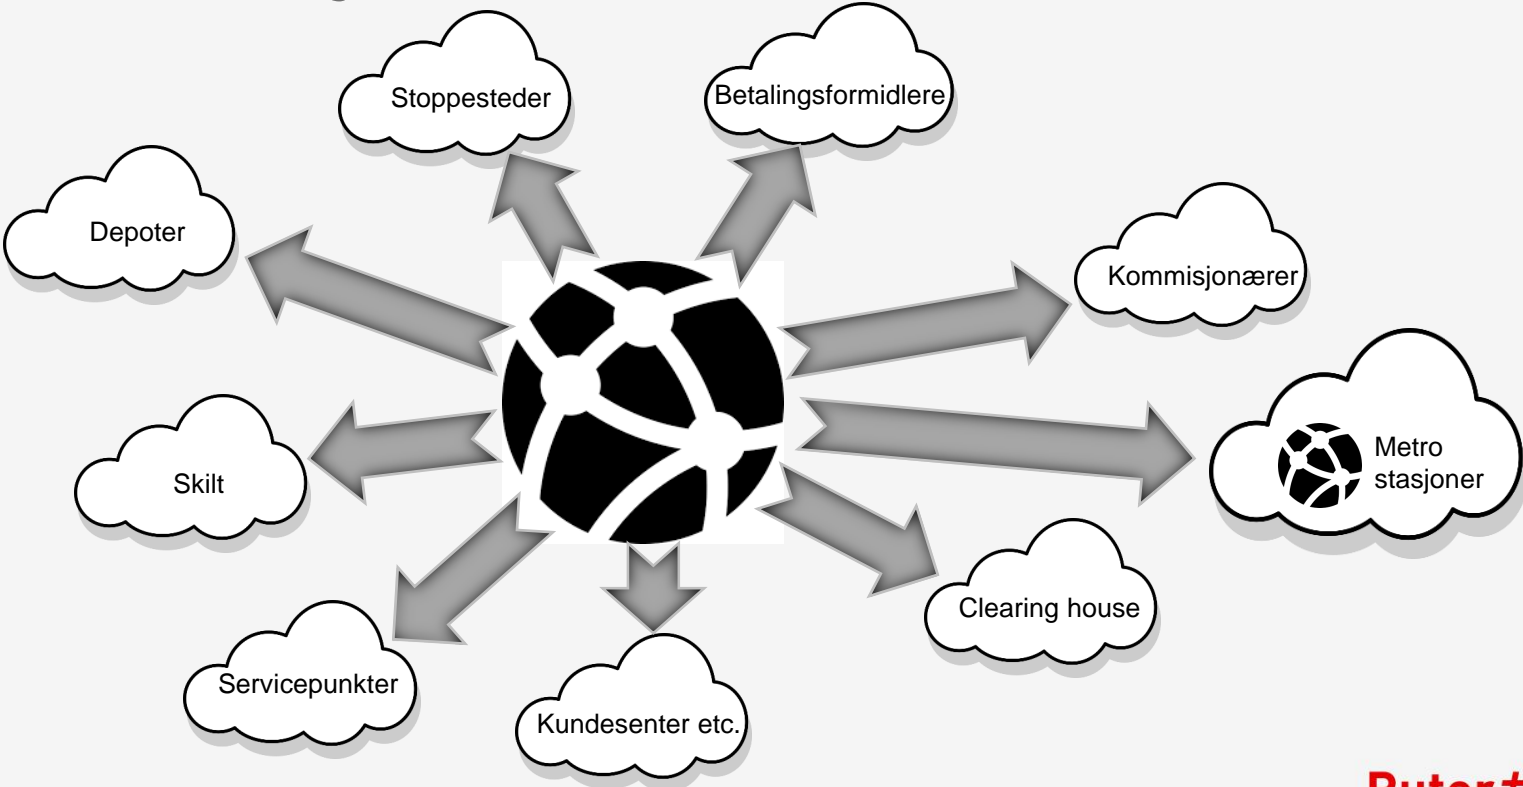 Stoppesteder
Betalingsformidlere
Depoter
Kommisjonærer
Metro
stasjoner
Skilt
Clearing house
Servicepunkter
Kundesenter etc.